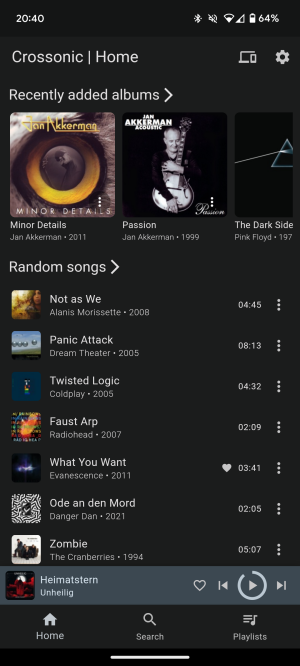 20:40
64%
Crossonic | Home
Recently added albums
Jan Akkerman
MINOR DETAILS
JAN
AKKERMAN
ACOUSTIC
Passion
Minor Details
Jan Akkerman • 2011
Passion
Jan Akkerman • 1999
The Dark Side
Pink Floyd • 197
Random songs
Not as We
Alanis Morissette • 2008
04:45
Panic Attack
Dream Theater • 2005
08:13
Twisted Logic
Coldplay • 2005
04:32
Faust Arp
Radiohead • 2007
02:09
What You Want
Evanescence • 2011
03:41
Ode an den Mord
Danger Dan • 2021
02:05
Zombie
The Cranberries • 1994
05:07
Heimatstern
Unheilig
Home
Search
Playlists